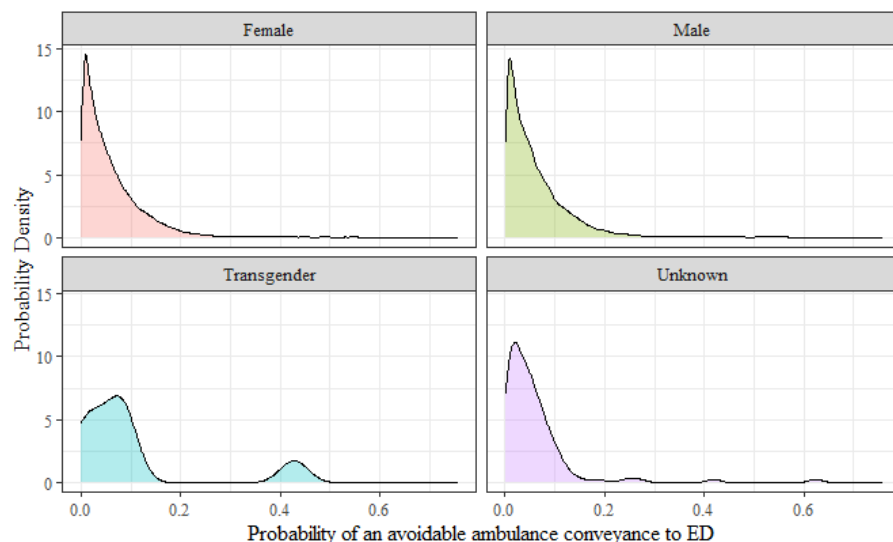 Female
Male
15
10
5
0
Transgender
Unknown
15
10
5
0
0.0 0.2 0.4 0.6
0.0 0.2 0.4 0.6
Probability Density
Probability of an avoidable ambulance conveyance to ED